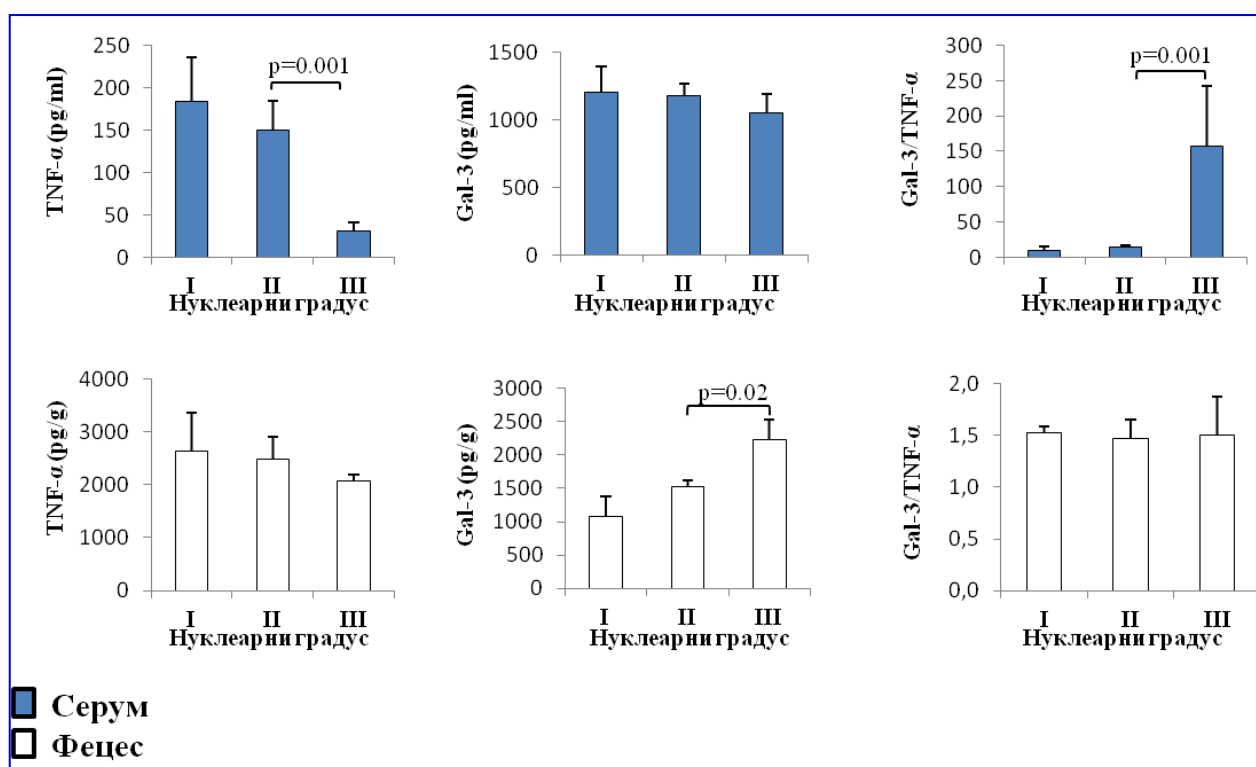 TNF-α (pg/ml)
250
200
150
100
50
0
p=0.001
I II III
Нуклеарни градус
Gal-3 (pg/ml)
1500
1000
500
0
I II III
Нуклеарни градус
Gal-3/TNF-α
300
250
200
150
100
50
0
p=0.001
I II III
Нуклеарни градус
TNF-α (pg/g)
4000
3000
2000
1000
0
I II III
Нуклеарни градус
Gal-3 (pg/g)
3000
2500
2000
1500
1000
500
0
p=0.02
I II III
Нуклеарни градус
Gal-3/TNF-α
2,0
1,5
1,0
0,5
0,0
I II III
Нуклеарни градус
Серум
Фецес